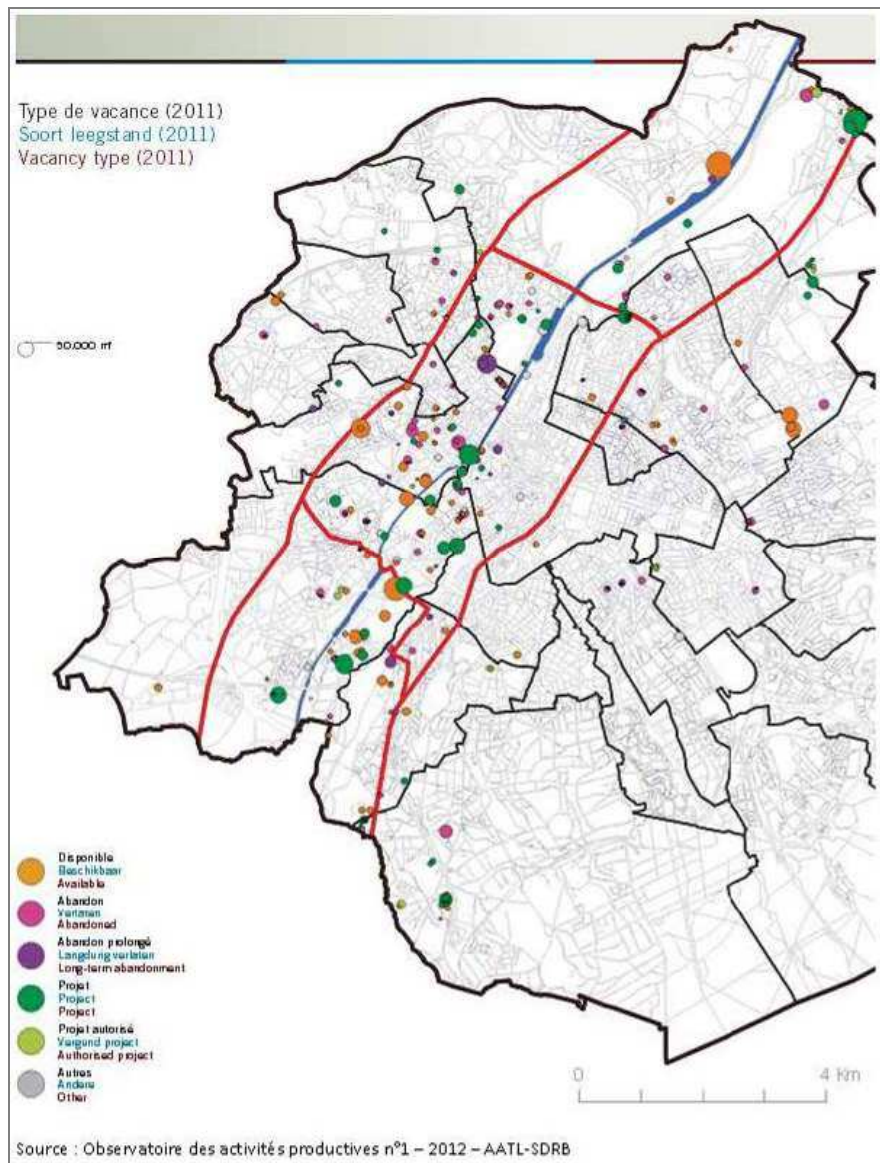 Type de vacance (2011)
Soort leegstand (2011)
Vacancy type (2011)
50.000 m²
Disponible
Beschikbaar
Available
Abandon
Verlaten
Abandoned
Abandon prolongé
Langdurig verlaten
Long-term abandonment
Projet
Project
Project
Projet autorisé
Vergund project
Authorised project
Autres
Andere
Other
0 4 Km
Source : Observatoire des activités productives n°1 – 2012 – AATL-SDRB